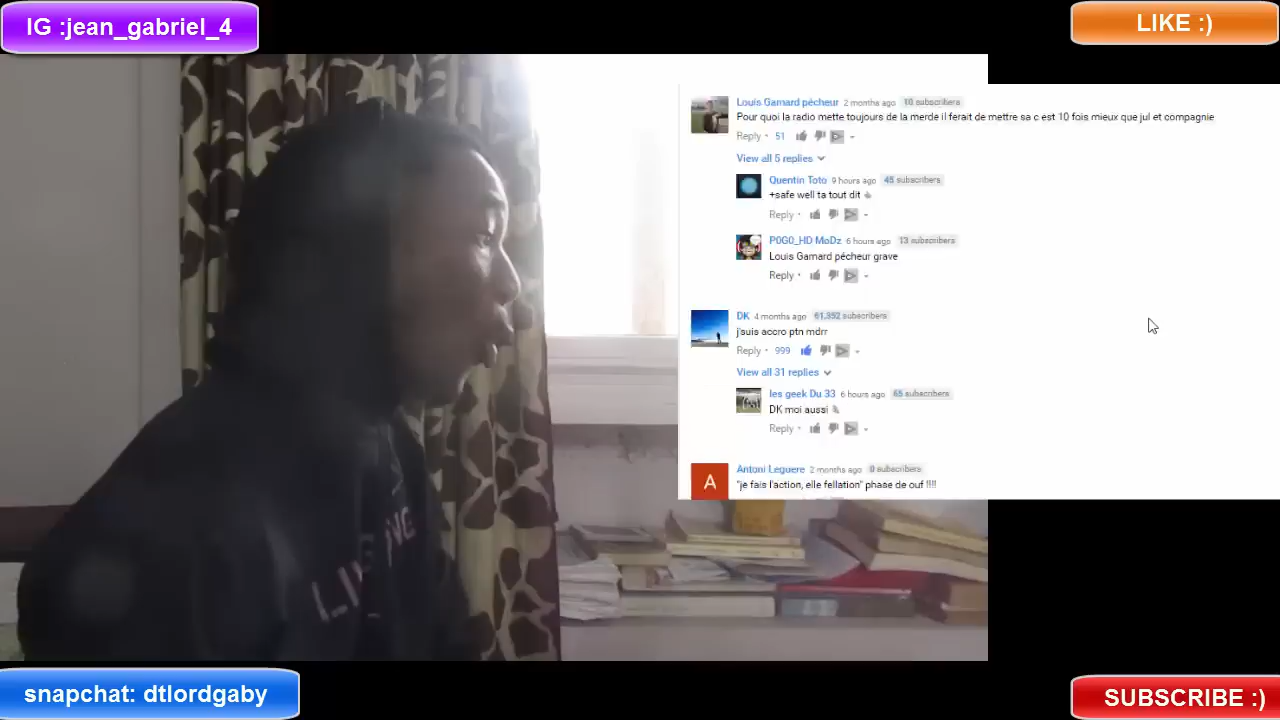 IG :jean_gabriel_4
LIKE :)
Louis Gamard pécheur 2 months ago 10 subscribers
Pour quoi la radio mette toujours de la merde il ferait de mettre sa c est 10 fois mieux que jul et compagnie
Reply · 51
View all 5 replies
Quentin Toto 9 hours ago 45 subscribers
+safe well ta tout dit
Reply ·
P0G0_HD MoDz 6 hours ago 13 subscribers
Louis Gamard pécheur grave
Reply ·
DK 4 months ago 61,352 subscribers
j'suis accro ptn mdrr
Reply · 999
View all 31 replies
les geek Du 33 6 hours ago 65 subscribers
DK moi aussi
Reply ·
A
Antoni Leguere 2 months ago 0 subscribers
"je fais l'action, elle fellation" phase de ouf !!!!
snapchat: dtlordgaby
SUBSCRIBE :)